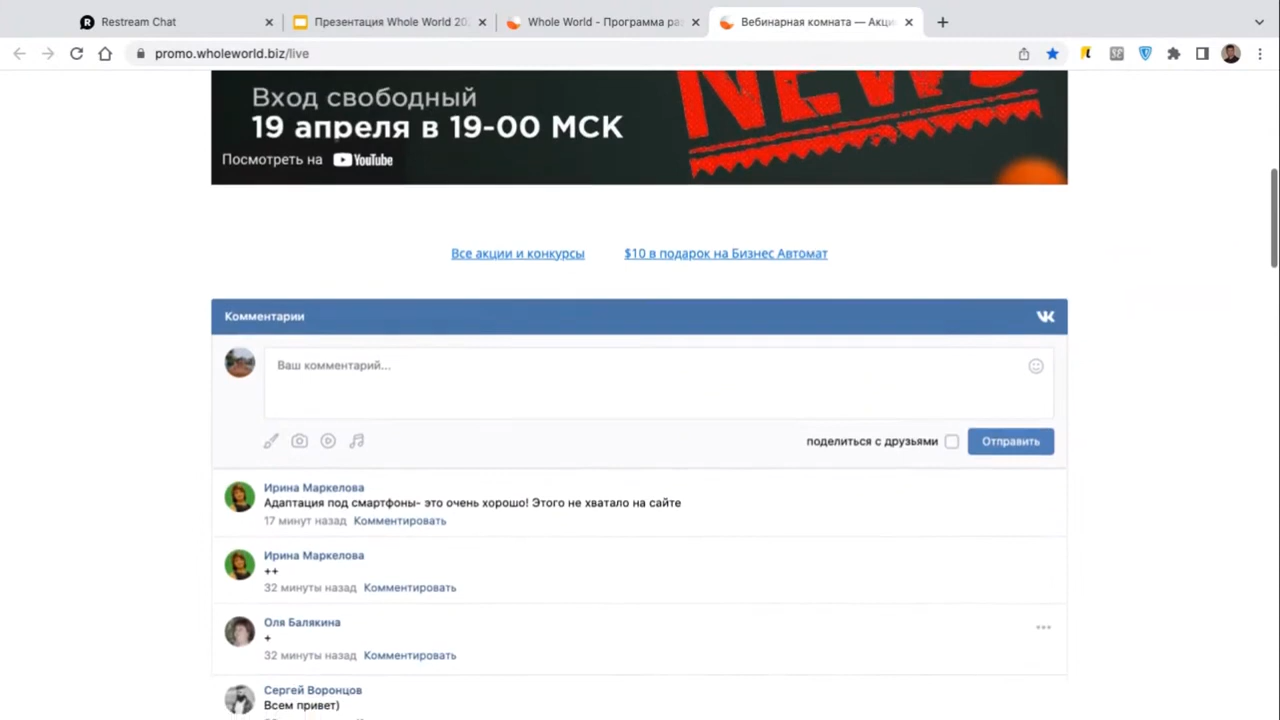 Restream Chat
Презентация Whole World 20
Whole World - Программа ра
Вебинарная комната — Акци
promo.wholeworld.biz/live
NEWS
Вход свободный
19 апреля в 19-00 МСК
Посмотреть на YouTube
Все акции и конкурсы
$10 в подарок на Бизнес Автомат
Комментарии
Ваш комментарий...
поделиться с друзьями
Отправить
Ирина Маркелова
Адаптация под смартфоны- это очень хорошо! Этого не хватало на сайте
17 минут назад Комментировать
Ирина Маркелова
++
32 минуты назад Комментировать
Оля Балякина
+
32 минуты назад Комментировать
Сергей Воронцов
Всем привет)